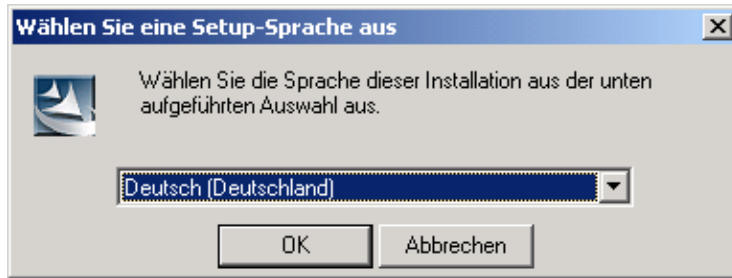 Wählen Sie eine Setup-Sprache aus
Wählen Sie die Sprache dieser Installation aus der unten
aufgeführten Auswahl aus.
Deutsch (Deutschland)
OK
Abbrechen